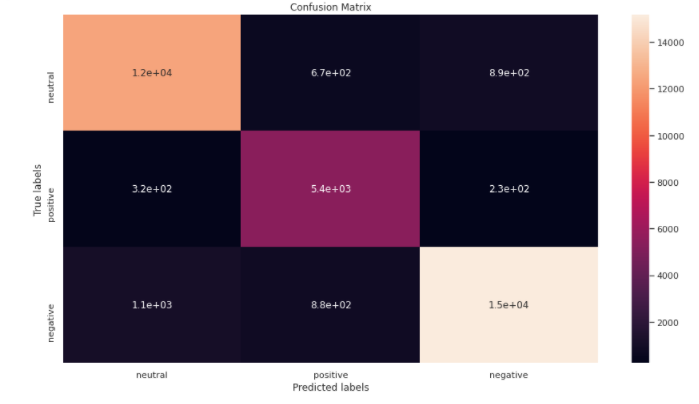 Confusion Matrix
14000
12000
10000
8000
6000
4000
2000
True labels
neutral
1.2e+04 6.7e+02 8.9e+02
positive
3.2e+02 5.4e+03 2.3e+02
negative
1.1e+03 8.8e+02 1.5e+04
neutral positive negative
Predicted labels